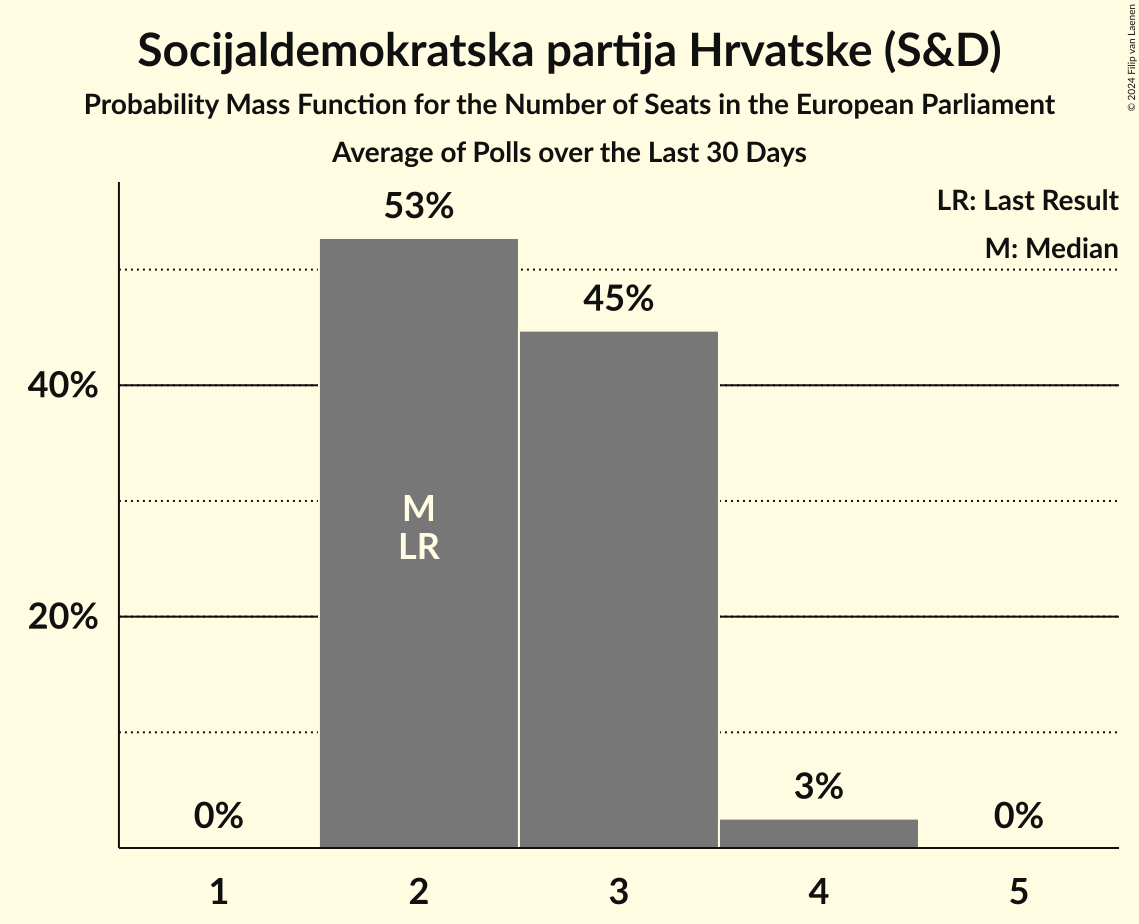 Socijaldemokratska partija Hrvatske (S&D)
Probability Mass Function for the Number of Seats in the European Parliament
Average of Polls over the Last 30 Days
© 2024 Filip van Laenen
LR: Last Result
M: Median
53%
45%
40%
M
LR
20%
0%
3%
0%
1
2
3
4
5